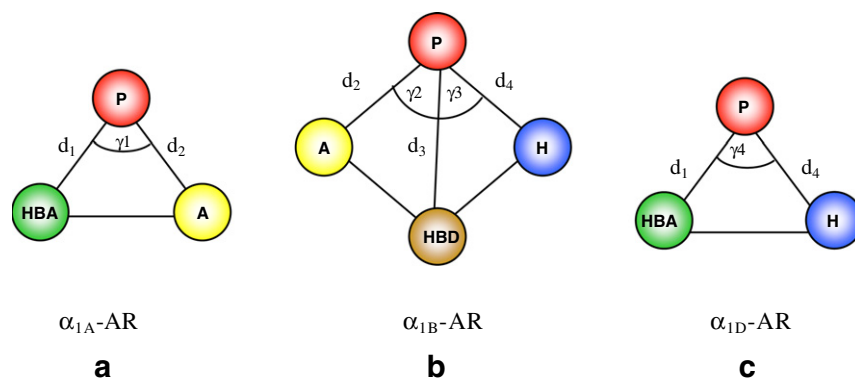 P
d1
γ1
d2
HBA
A
α1A-AR
a
P
d2
γ2
γ3
d4
A
d3
H
HBD
α1B-AR
b
P
d1
γ4
d4
HBA
H
α1D-AR
c